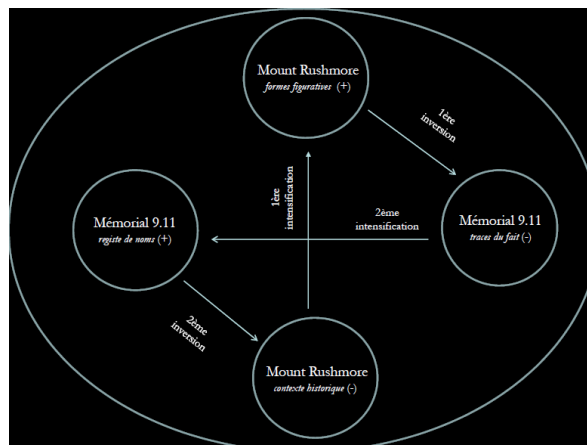 Mount Rushmore
formes figuratives (+)
1ère
inversion
1ère
intensification
Mémorial 9.11
registe de noms (+)
2ème
intensification
Mémorial 9.11
traces du fait (-)
2ème
inversion
Mount Rushmore
contexte historique (-)